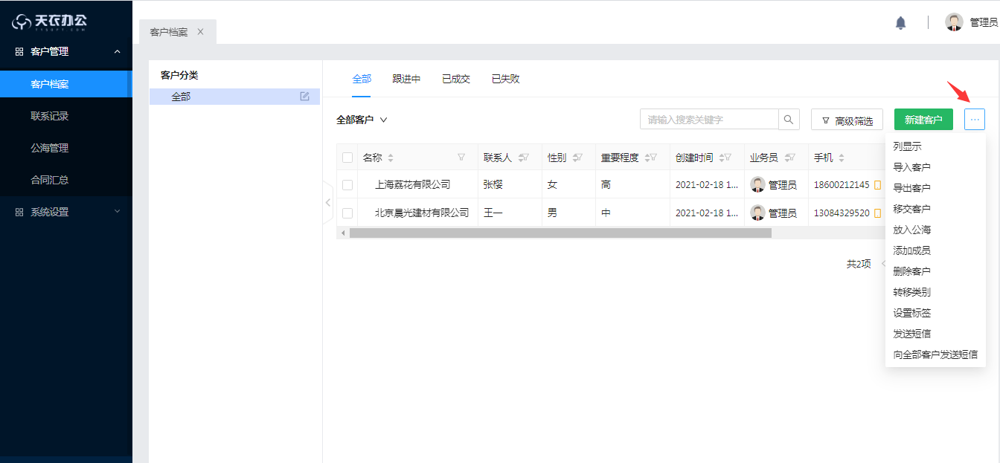 天衣办公
客户管理
客户档案
联系记录
公海管理
合同汇总
系统设置
客户档案
管理员
客户分类
全部
全部 跟进中 已成交 已失败
全部客户
请输入搜索关键字
高级筛选
新建客户
...
名称 联系人 性别 重要程度 创建时间 业务员 手机
上海荔花有限公司 张樱 女 高 2021-02-18 1... 管理员 18600212145
北京晨光建材有限公司 王一 男 中 2021-02-18 1... 管理员 13084329520
共2项
列显示
导入客户
导出客户
移交客户
放入公海
添加成员
删除客户
转移类别
设置标签
发送短信
向全部客户发送短信